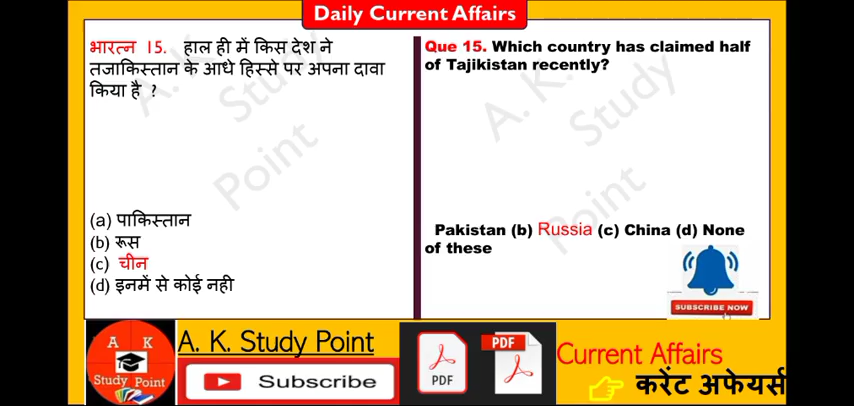 Daily Current Affairs
भारत्न 15. हाल ही में किस देश ने
तजाकिस्तान के आधे हिस्से पर अपना दावा
किया है ?
(a) पाकिस्तान
(b) रूस
(c) चीन
(d) इनमें से कोई नही
Que 15. Which country has claimed half
of Tajikistan recently?
Pakistan (b) Russia (c) China (d) None
of these
A. K. Study Point
SUBSCRIBE NOW
A K
Study Point
A. K. Study Point
Subscribe
PDF
PDF
Current Affairs
करेंट अफेयर्स